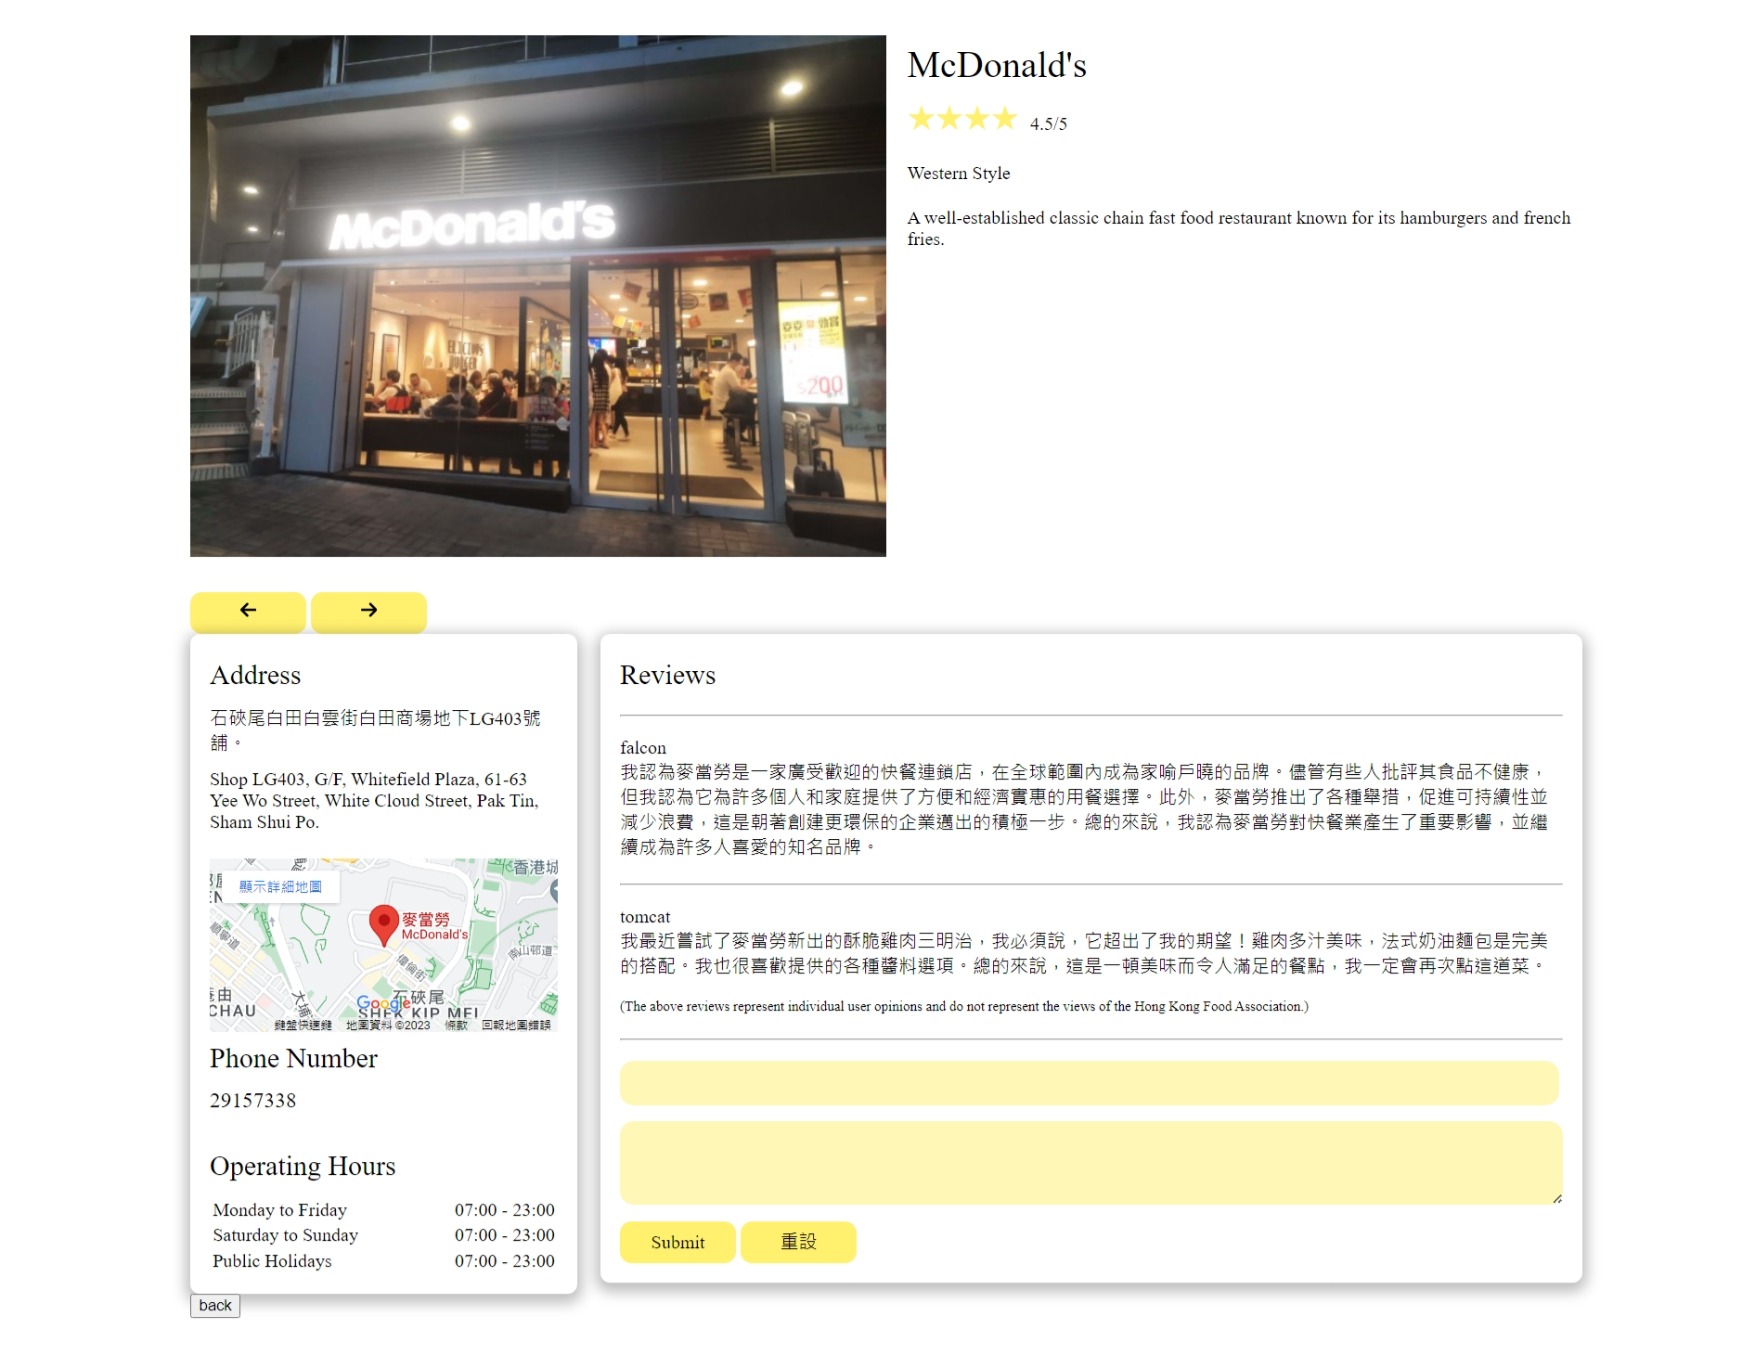 McDonald's
McDonald's
★★★★ 4.5/5
Western Style
A well-established classic chain fast food restaurant known for its hamburgers and french
fries.
$200
← →
Address
石硤尾白田白雲街白田商場地下LG403號
舖。
Shop LG403, G/F, Whitefield Plaza, 61-63
Yee Wo Street, White Cloud Street, Pak Tin,
Sham Shui Po.
香港城
顯示詳細地圖
麥當勞
McDonald's
南山邨道
偉倫街
大埔
石硤尾
SHEK KIP MEI
CHAU
Google
鍵盤快速鍵 地圖資料 ©2023 條款 回報地圖錯誤
Phone Number
29157338
Operating Hours
Monday to Friday 07:00 - 23:00
Saturday to Sunday 07:00 - 23:00
Public Holidays 07:00 - 23:00
back
Reviews
falcon
我認為麥當勞是一家廣受歡迎的快餐連鎖店，在全球範圍內成為家喻戶曉的品牌。儘管有些人批評其食品不健康，
但我認為它為許多個人和家庭提供了方便和經濟實惠的用餐選擇。此外，麥當勞推出了各種舉措，促進可持續性並
減少浪費，這是朝著創建更環保的企業邁出的積極一步。總的來說，我認為麥當勞對快餐業產生了重要影響，並繼
續成為許多人喜愛的知名品牌。
tomcat
我最近嘗試了麥當勞新出的酥脆雞肉三明治，我必須說，它超出了我的期望！雞肉多汁美味，法式奶油麵包是完美
的搭配。我也很喜歡提供的各種醬料選項。總的來說，這是一頓美味而令人滿足的餐點，我一定會再次點這道菜。
(The above reviews represent individual user opinions and do not represent the views of the Hong Kong Food Association.)
Submit 重設